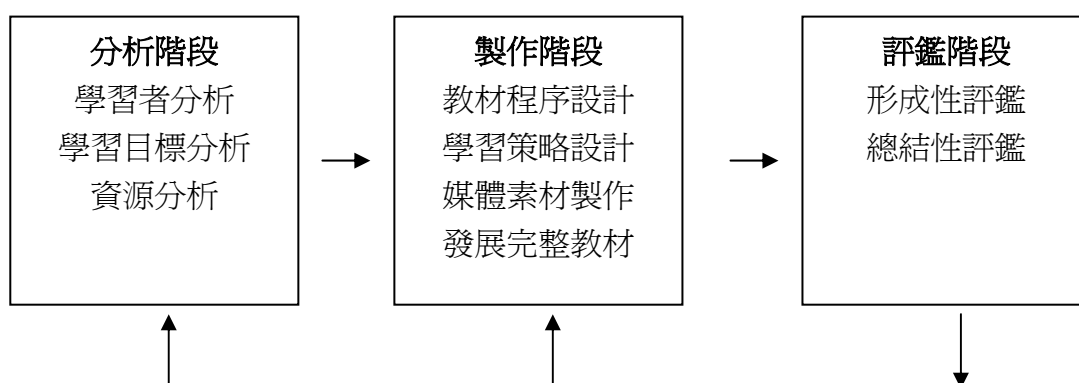 分析階段
學習者分析
學習目標分析
資源分析
製作階段
教材程序設計
學習策略設計
媒體素材製作
發展完整教材
評鑑階段
形成性評鑑
總結性評鑑